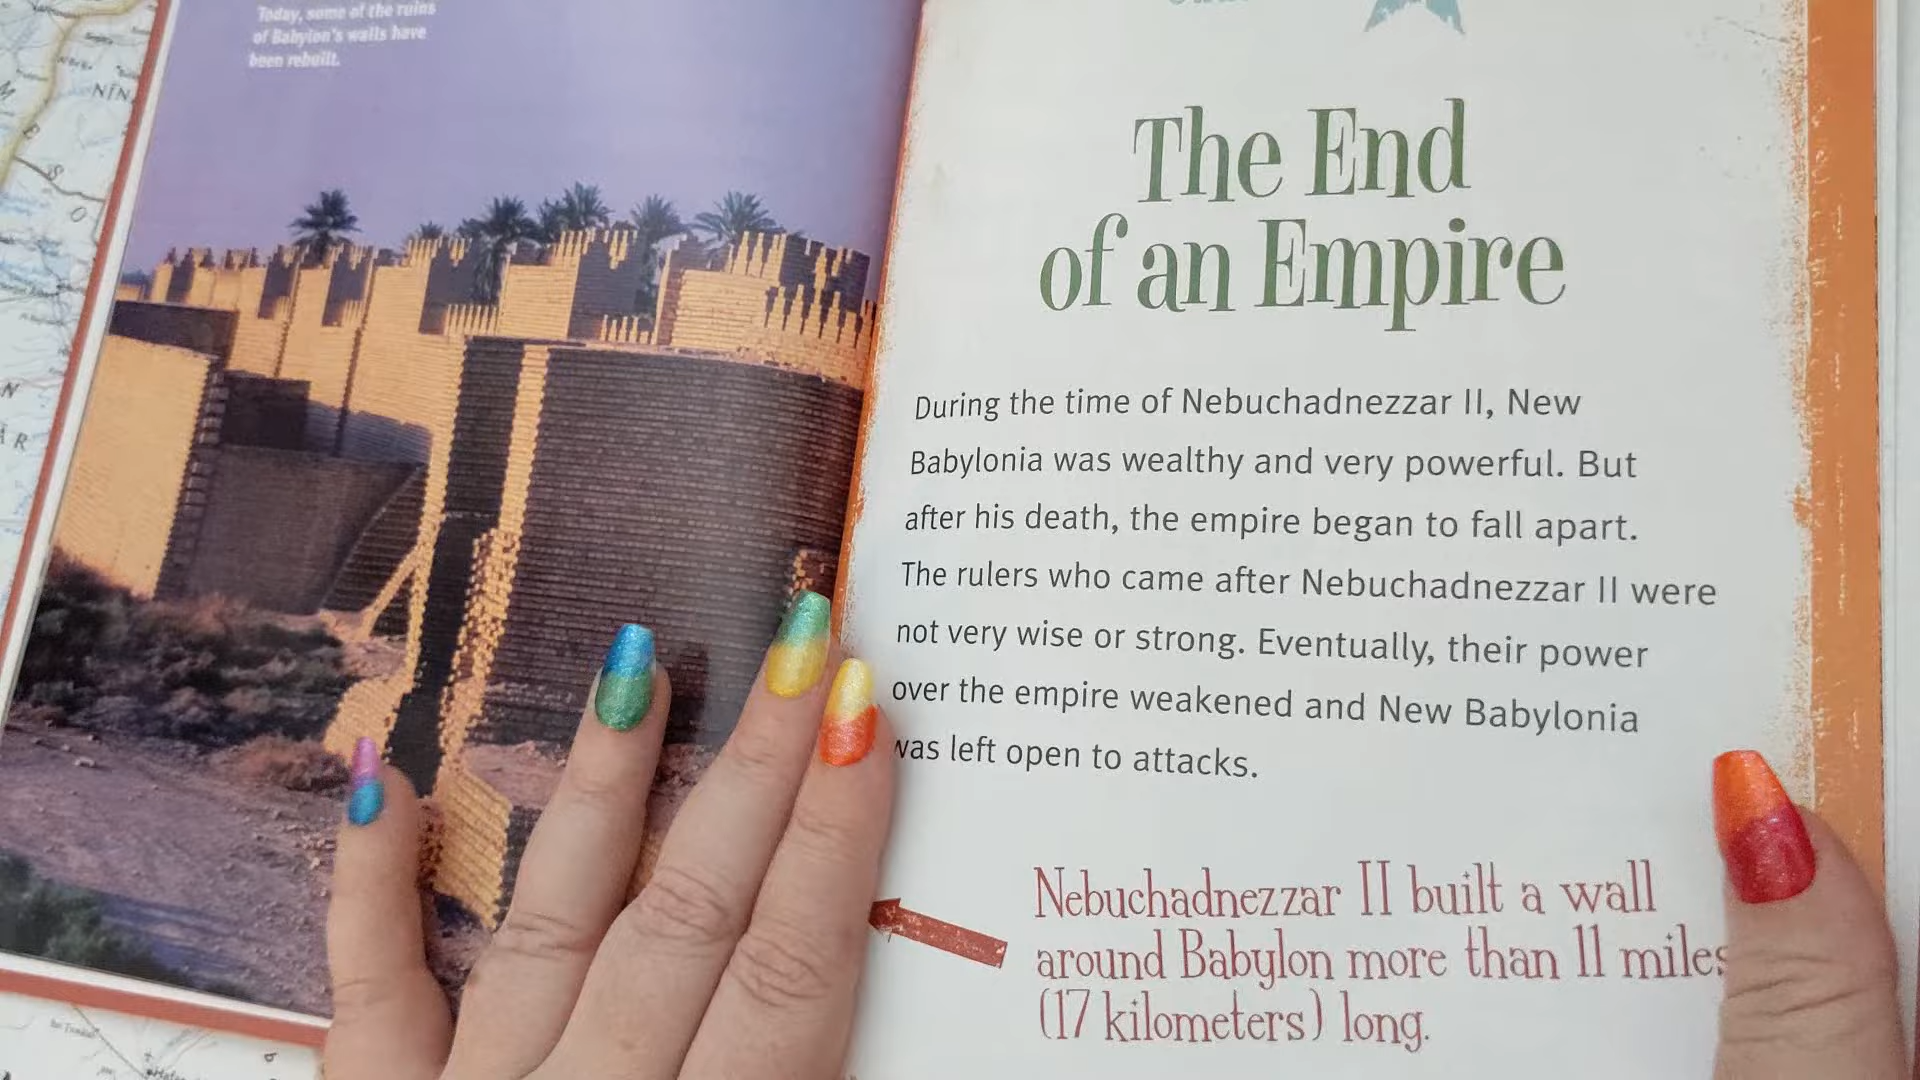 Today, some of the ruins
of Babylon's walls have
been rebuilt.
NIN
The End
of an Empire
During the time of Nebuchadnezzar II, New
Babylonia was wealthy and very powerful. But
after his death, the empire began to fall apart.
The rulers who came after Nebuchadnezzar II were
not very wise or strong. Eventually, their power
over the empire weakened and New Babylonia
was left open to attacks.
Nebuchadnezzar II built a wall
around Babylon more than 11 miles
(17 kilometers) long.